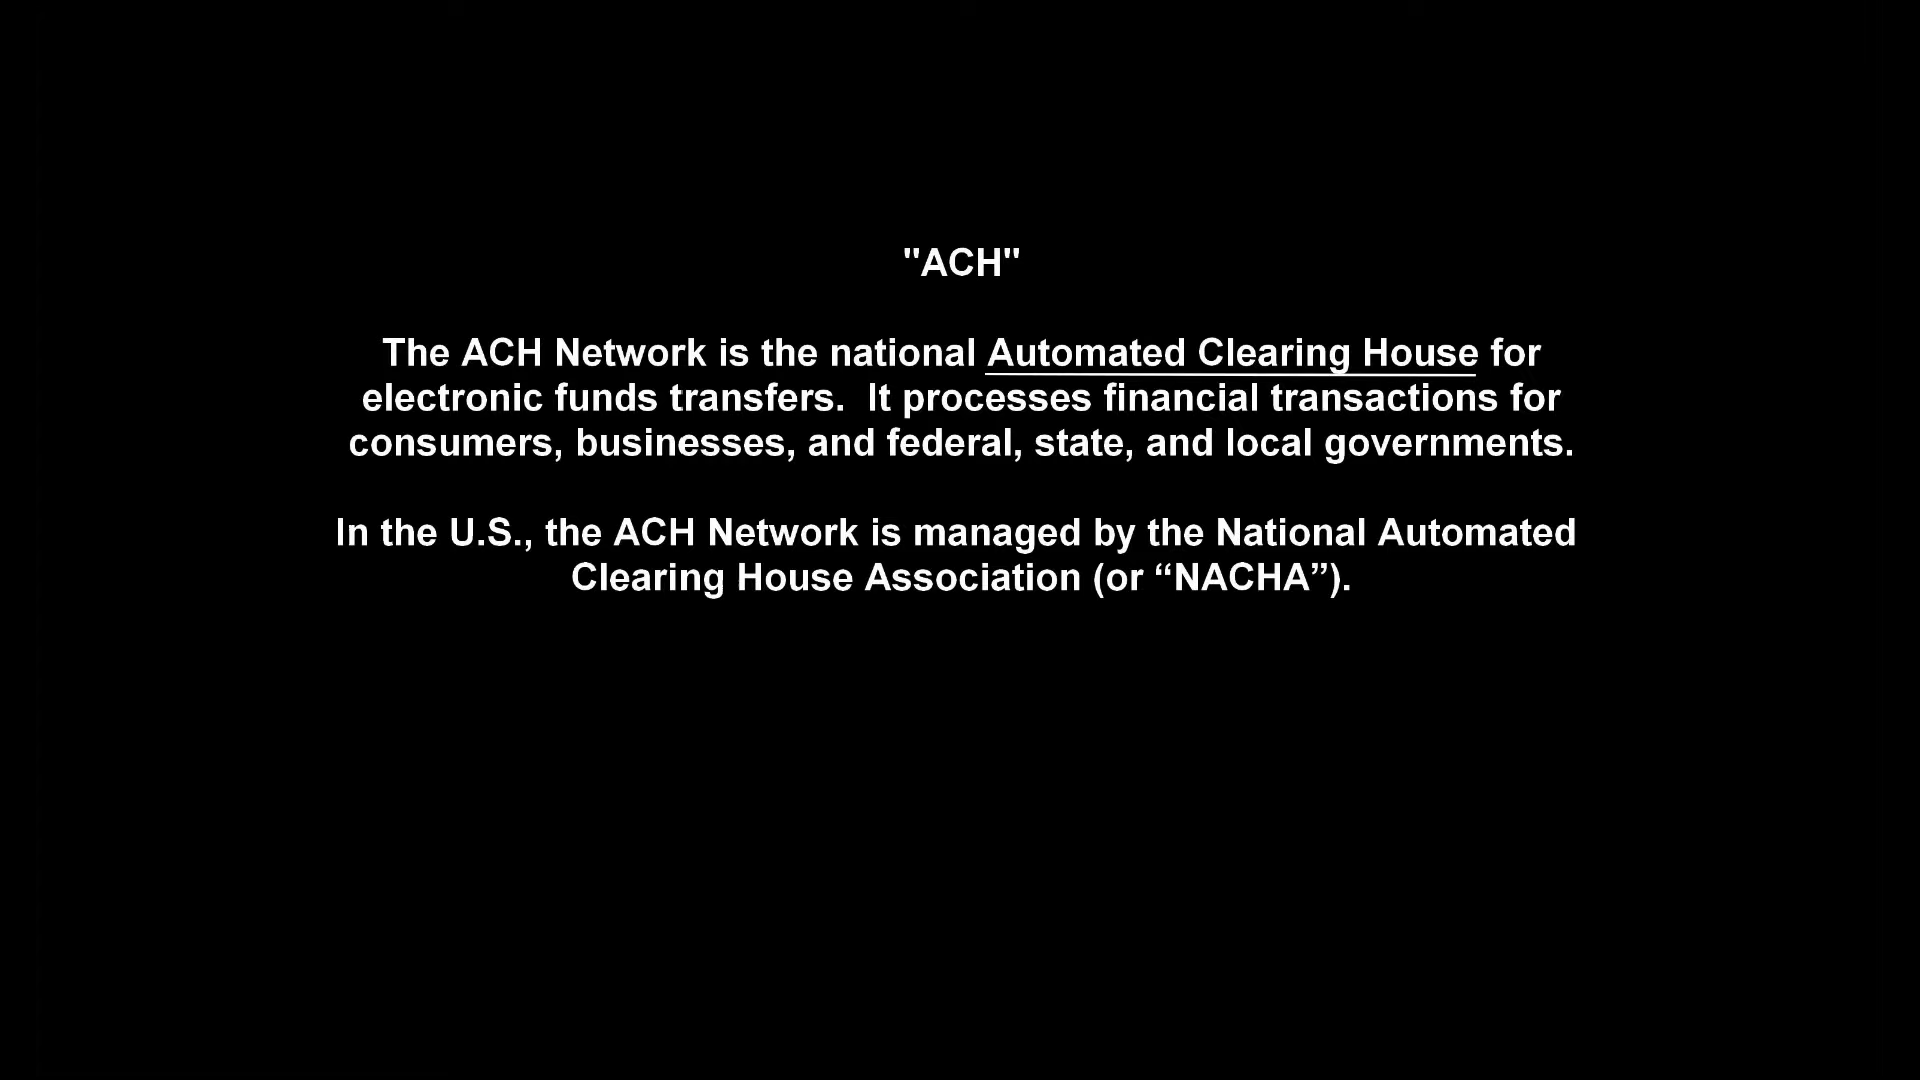 "ACH"
The ACH Network is the national Automated Clearing House for
electronic funds transfers.  It processes financial transactions for
consumers, businesses, and federal, state, and local governments.
In the U.S., the ACH Network is managed by the National Automated
Clearing House Association (or “NACHA”).